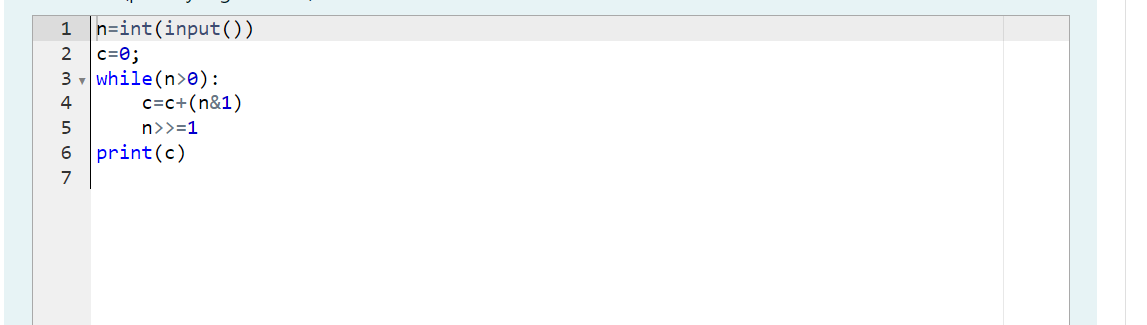 1 n=int(input())
2 c=0;
3 while(n>0):
4     c=c+(n&1)
5     n>>=1
6 print(c)
7